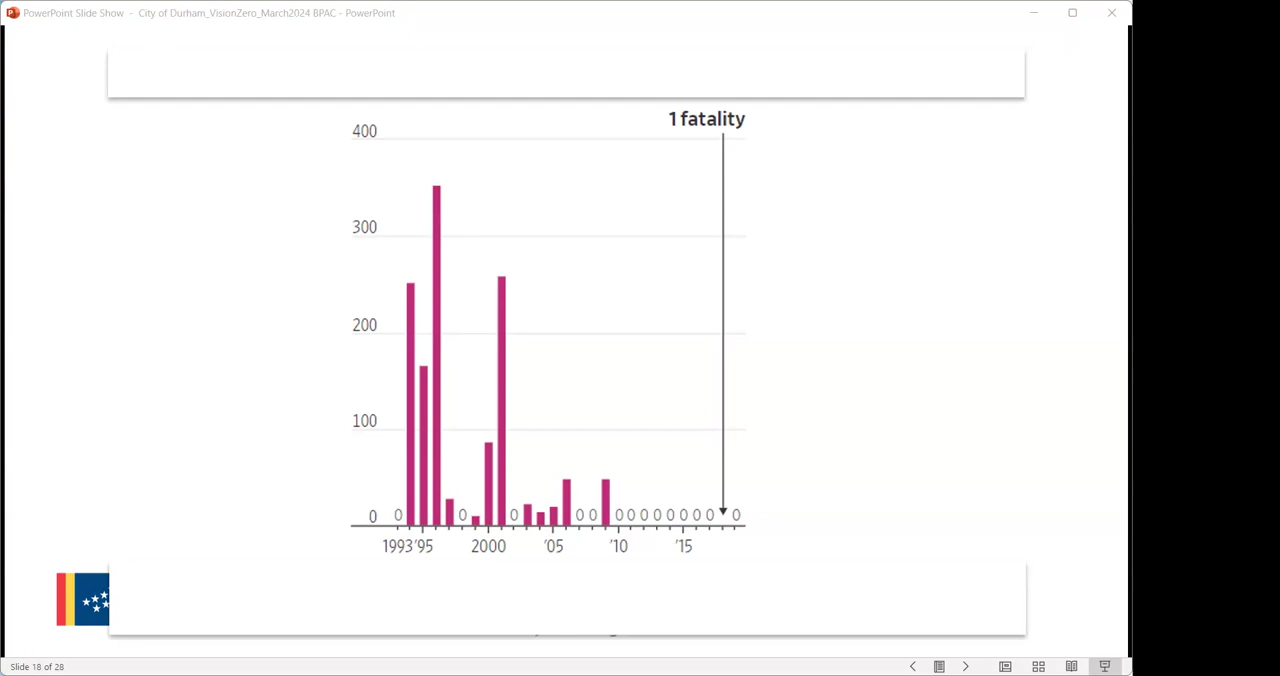 PowerPoint Slide Show - City of Durham_VisionZero_March2024 BPAC - PowerPoint
1 fatality
400
300
200
100
0
0 0 0 0 0 0 0 0 0 0 0 0 0 0
1993 '95 2000 '05 '10 '15
Slide 18 of 28